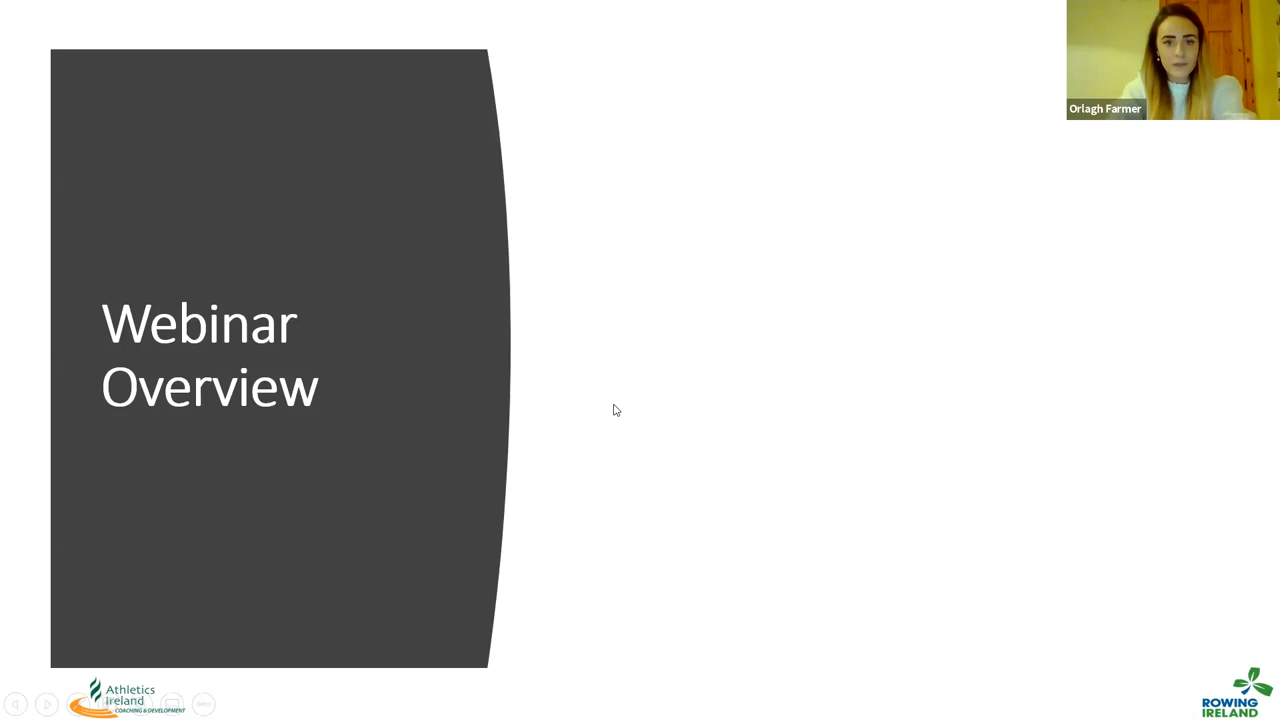 Orlagh Farmer
Webinar
Overview
Athletics
Ireland
COACHING & DEVELOPMENT
ROWING
IRELAND